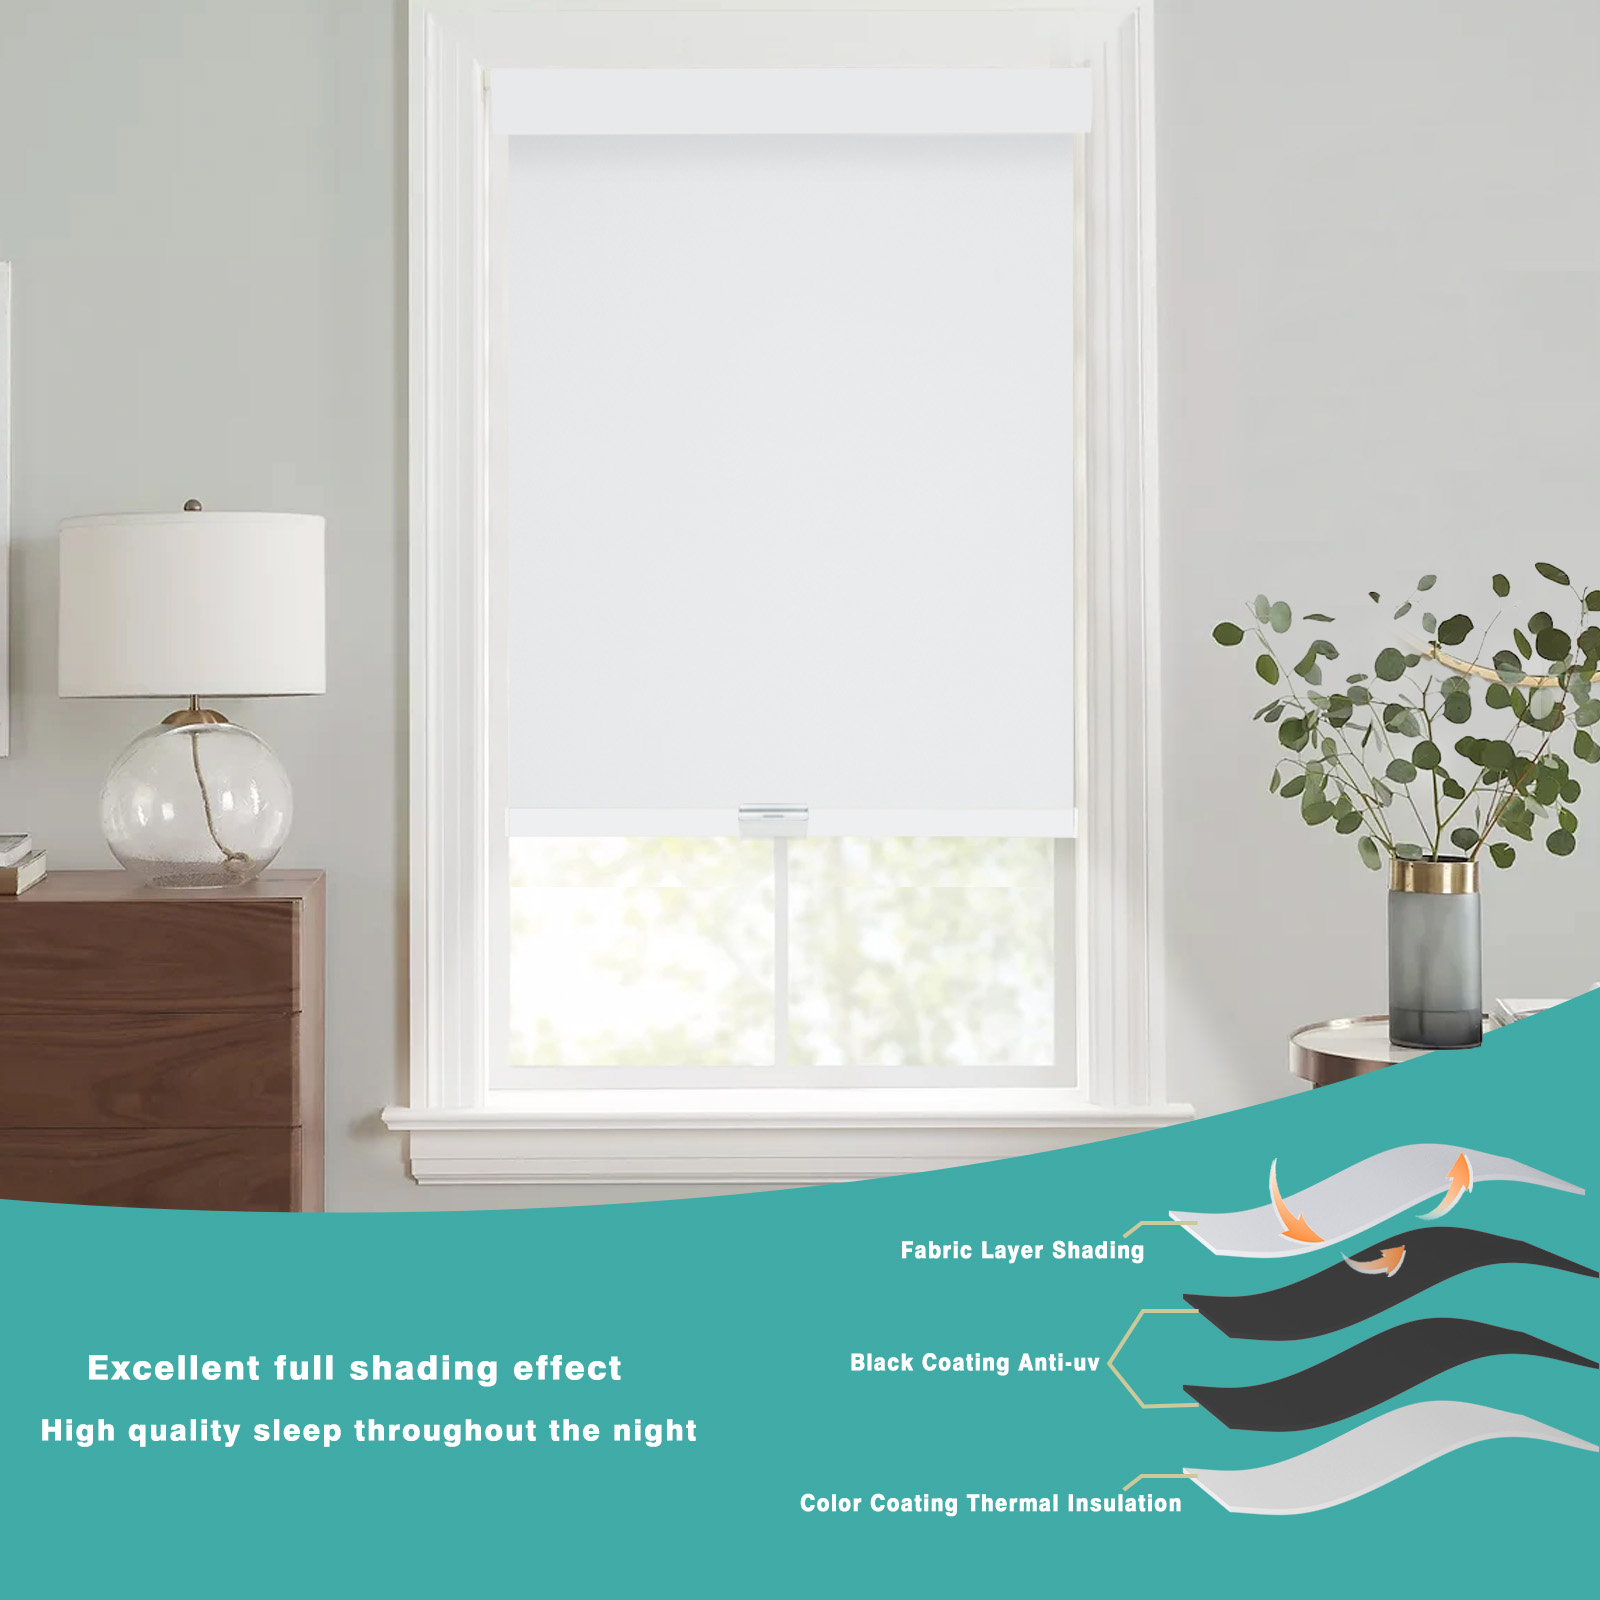 Excellent full shading effect
High quality sleep throughout the night
Fabric Layer Shading
Black Coating Anti-uv
Color Coating Thermal Insulation